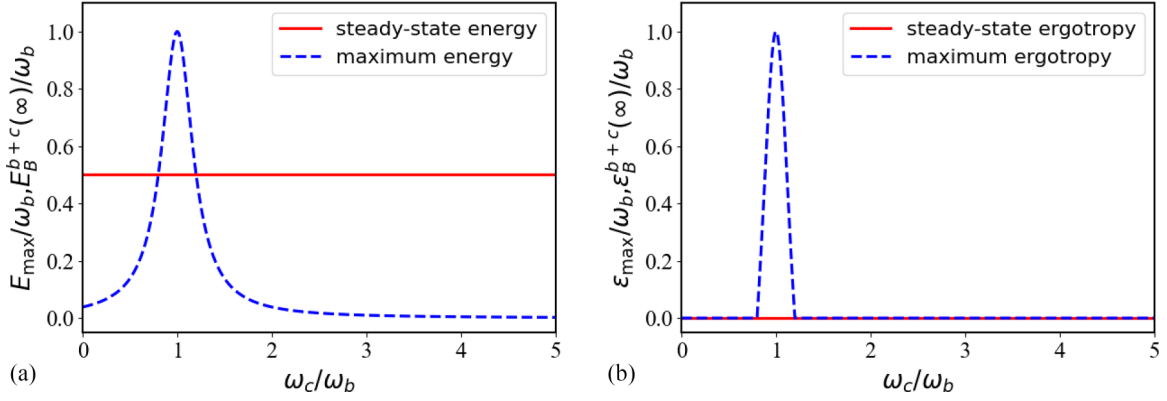 steady-state energy
maximum energy
E_max/ω_b,E_B^{b+c}(∞)/ω_b
1.0
0.8
0.6
0.4
0.2
0.0
0 1 2 3 4 5
ω_c/ω_b
(a)
steady-state ergotropy
maximum ergotropy
ε_max/ω_b,ε_B^{b+c}(∞)/ω_b
1.0
0.8
0.6
0.4
0.2
0.0
0 1 2 3 4 5
ω_c/ω_b
(b)